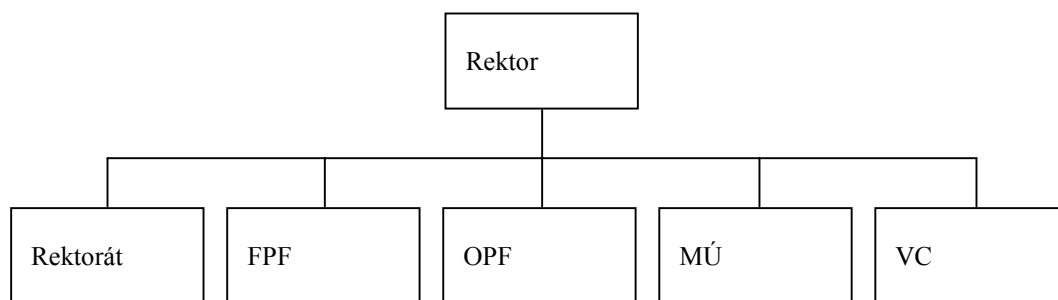 Rektor
Rektorát
FPF
OPF
MÚ
VC